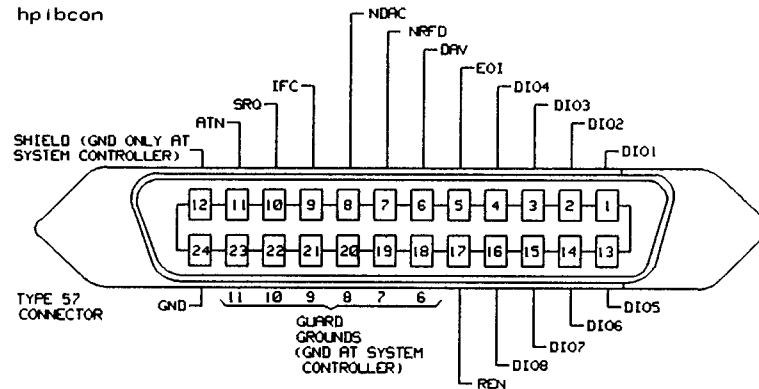 hpibcon
NDAC
NRFD
DAV
EOI
IFC
DIO4
SRQ
DIO3
ATN
DIO2
SHIELD (GND ONLY AT
SYSTEM CONTROLLER)
DIO1
12 11 10 9 8 7 6 5 4 3 2 1
24 23 22 21 20 19 18 17 16 15 14 13
TYPE 57
CONNECTOR
GND
11 10 9 8 7 6
DIO5
GUARD
GROUNDS
(GND AT SYSTEM
CONTROLLER)
DIO6
DIO7
DIO8
REN